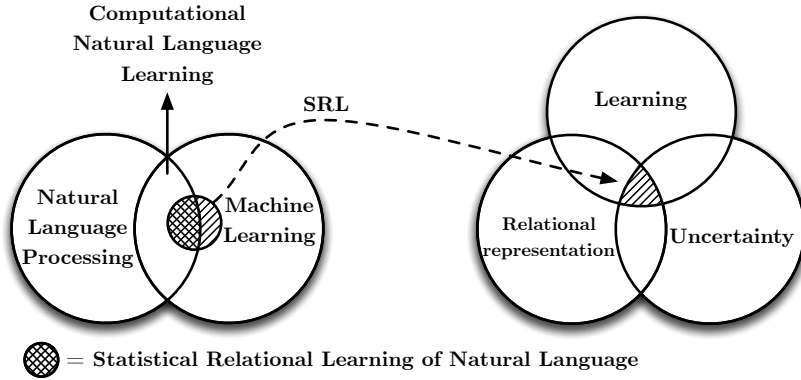 Computational
Natural Language
Learning
SRL
Learning
Natural
Language
Processing
Machine
Learning
Relational
representation
Uncertainty
= Statistical Relational Learning of Natural Language